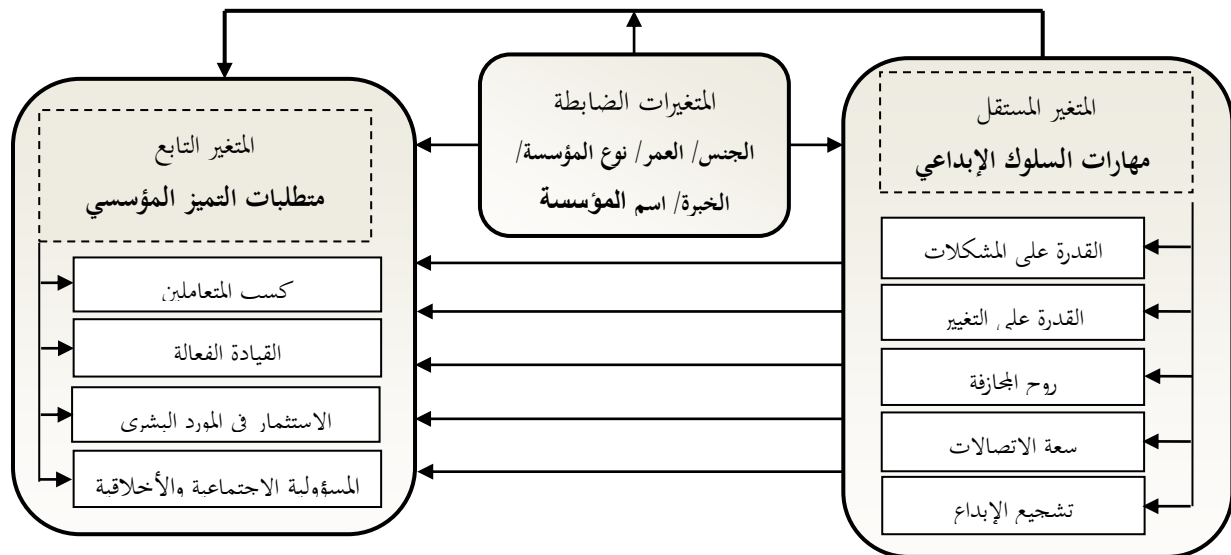 المتغير المستقل
مهارات السلوك الإبداعي
القدرة على المشكلات
القدرة على التغيير
روح المجازفة
سعة الاتصالات
تشجيع الإبداع
المتغيرات الضابطة
الجنس/ العمر/ نوع المؤسسة/
الخبرة/ اسم المؤسسة
المتغير التابع
متطلبات التميز المؤسسي
كسب المتعاملين
القيادة الفعالة
الاستثمار في المورد البشري
المسؤولية الاجتماعية والأخلاقية